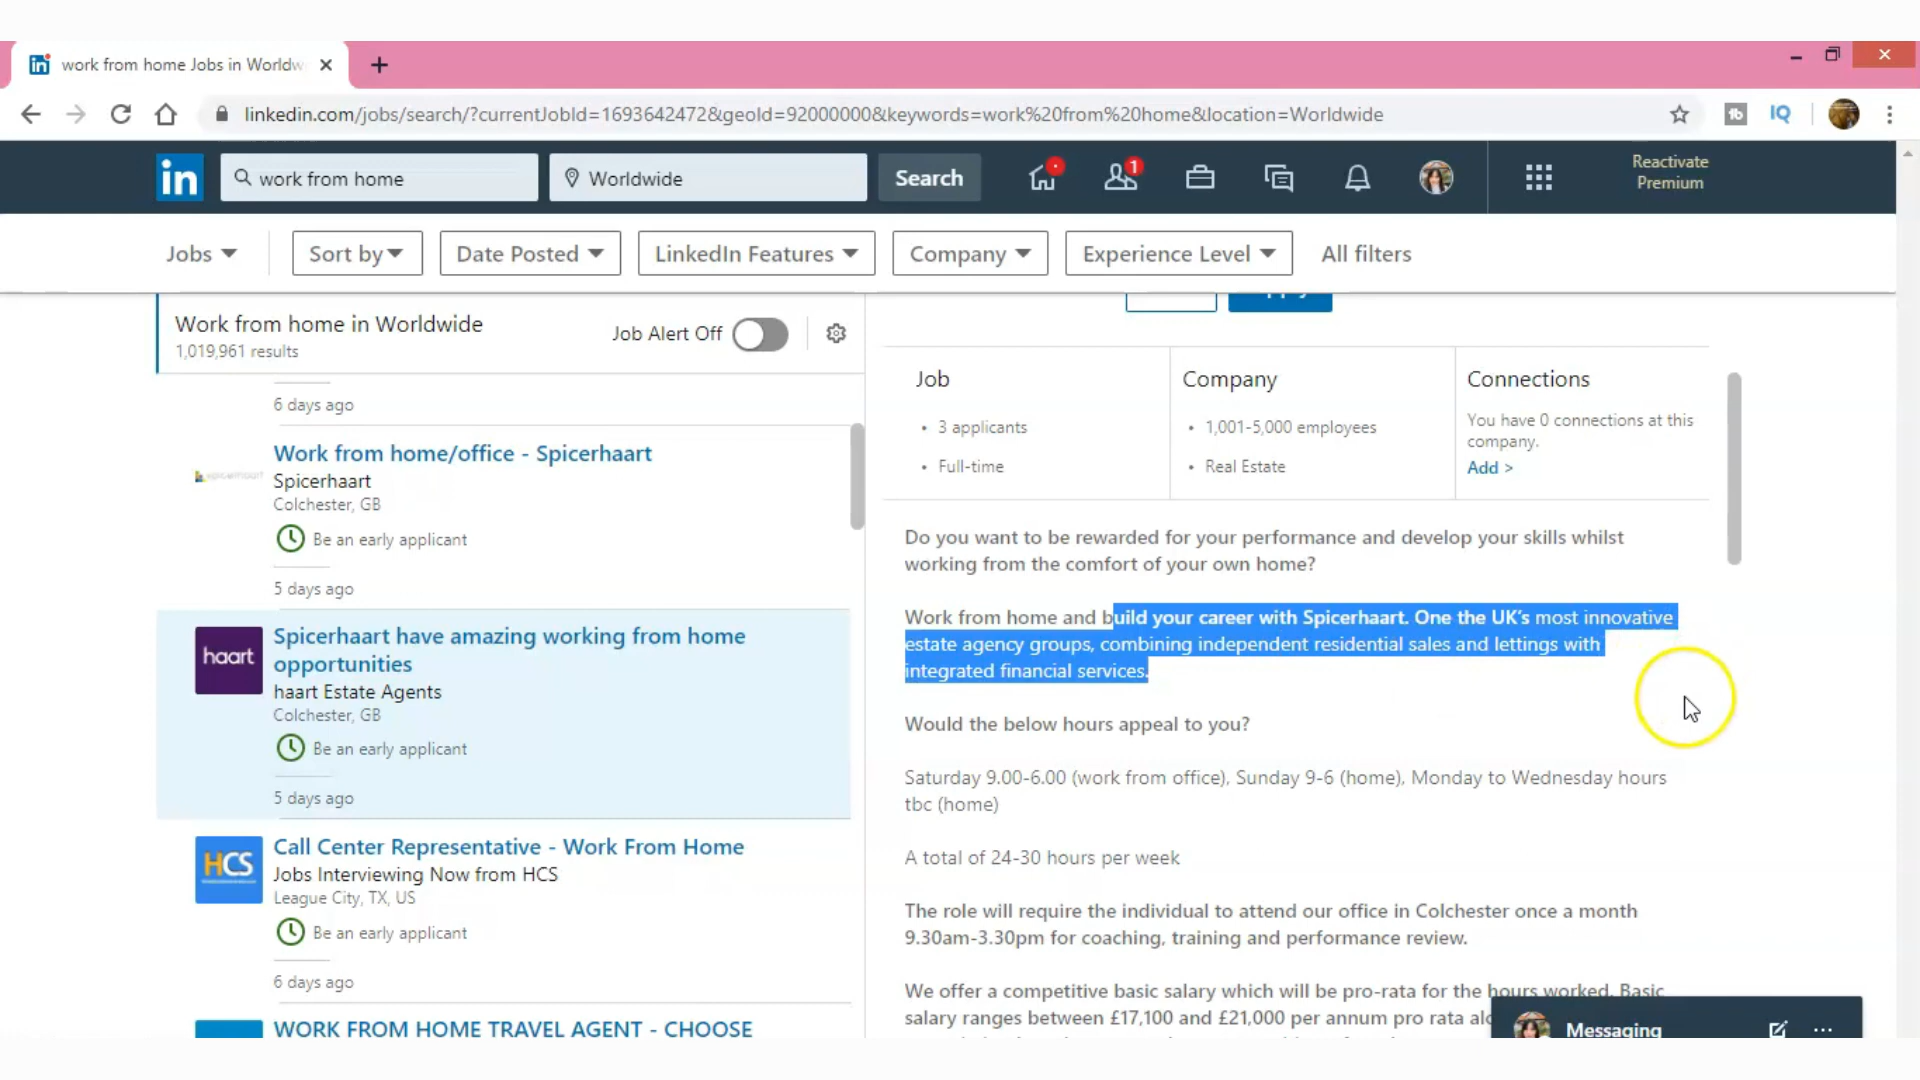 work from home Jobs in Worldw
linkedin.com/jobs/search/?currentJobId=1693642472&geoId=92000000&keywords=work%20from%20home&location=Worldwide
IQ
in
work from home
Worldwide
Search
1
Reactivate
Premium
Jobs
Sort by
Date Posted
LinkedIn Features
Company
Experience Level
All filters
Work from home in Worldwide
1,019,961 results
Job Alert Off
6 days ago
Work from home/office - Spicerhaart
spicerhaart
Spicerhaart
Colchester, GB
Be an early applicant
5 days ago
haart
Spicerhaart have amazing working from home
opportunities
haart Estate Agents
Colchester, GB
Be an early applicant
5 days ago
HCS
Call Center Representative - Work From Home
Jobs Interviewing Now from HCS
League City, TX, US
Be an early applicant
6 days ago
WORK FROM HOME TRAVEL AGENT - CHOOSE
Job
3 applicants
Full-time
Company
1,001-5,000 employees
Real Estate
Connections
You have 0 connections at this
company.
Add >
Do you want to be rewarded for your performance and develop your skills whilst
working from the comfort of your own home?
Work from home and build your career with Spicerhaart. One the UK's most innovative
estate agency groups, combining independent residential sales and lettings with
integrated financial services.
Would the below hours appeal to you?
Saturday 9.00-6.00 (work from office), Sunday 9-6 (home), Monday to Wednesday hours
tbc (home)
A total of 24-30 hours per week
The role will require the individual to attend our office in Colchester once a month
9.30am-3.30pm for coaching, training and performance review.
We offer a competitive basic salary which will be pro-rata for the hours worked. Basic
salary ranges between £17,100 and £21,000 per annum pro rata
Messaging